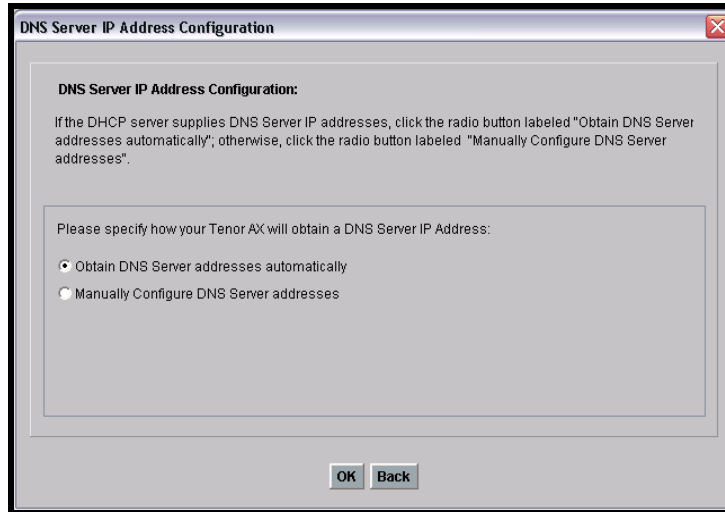 DNS Server IP Address Configuration
DNS Server IP Address Configuration:
If the DHCP server supplies DNS Server IP addresses, click the radio button labeled "Obtain DNS Server
addresses automatically"; otherwise, click the radio button labeled "Manually Configure DNS Server
addresses".
Please specify how your Tenor AX will obtain a DNS Server IP Address:
Obtain DNS Server addresses automatically
Manually Configure DNS Server addresses
OK Back